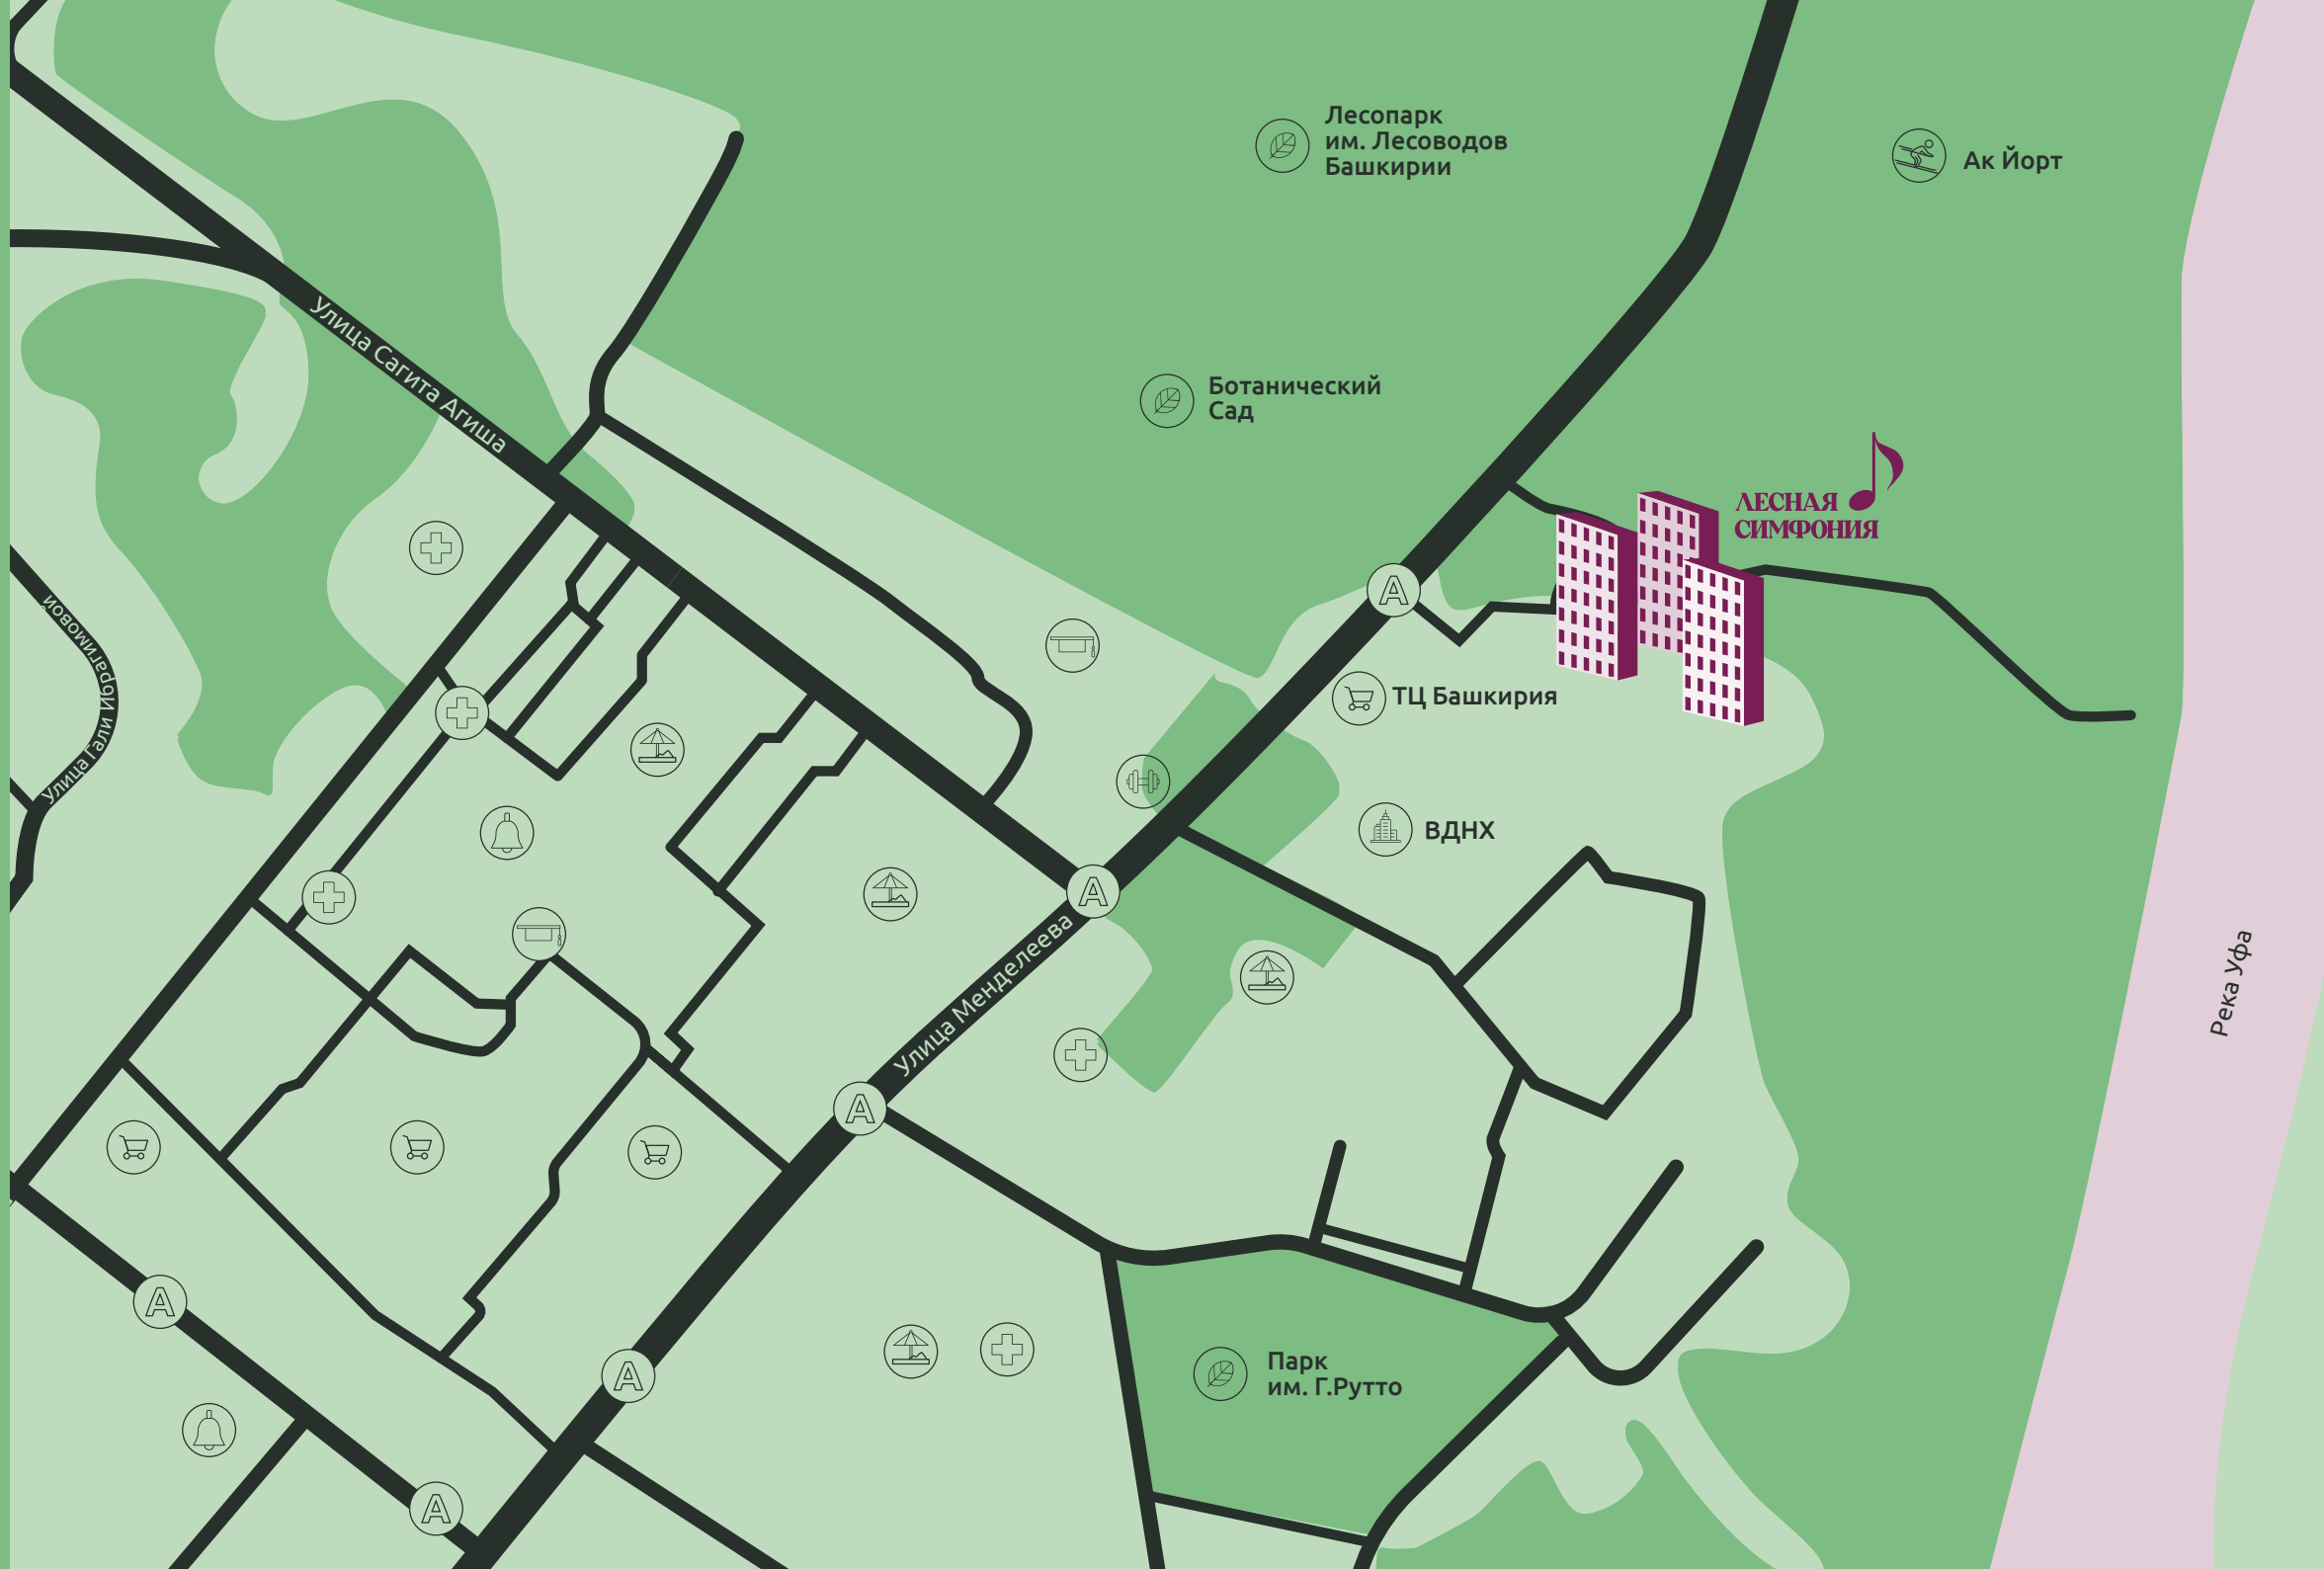 Лесопарк
им. Лесоводов
Башкирии
Ак Йорт
Улица Сагита Агиша
Ботанический
Сад
ЛЕСНАЯ
СИМФОНИЯ
Улица Гали Ибрагимовой
A
ТЦ Башкирия
ВДНХ
A
Улица Менделеева
Река Уфа
A
A
A
Парк
им. Г.Рутто
A